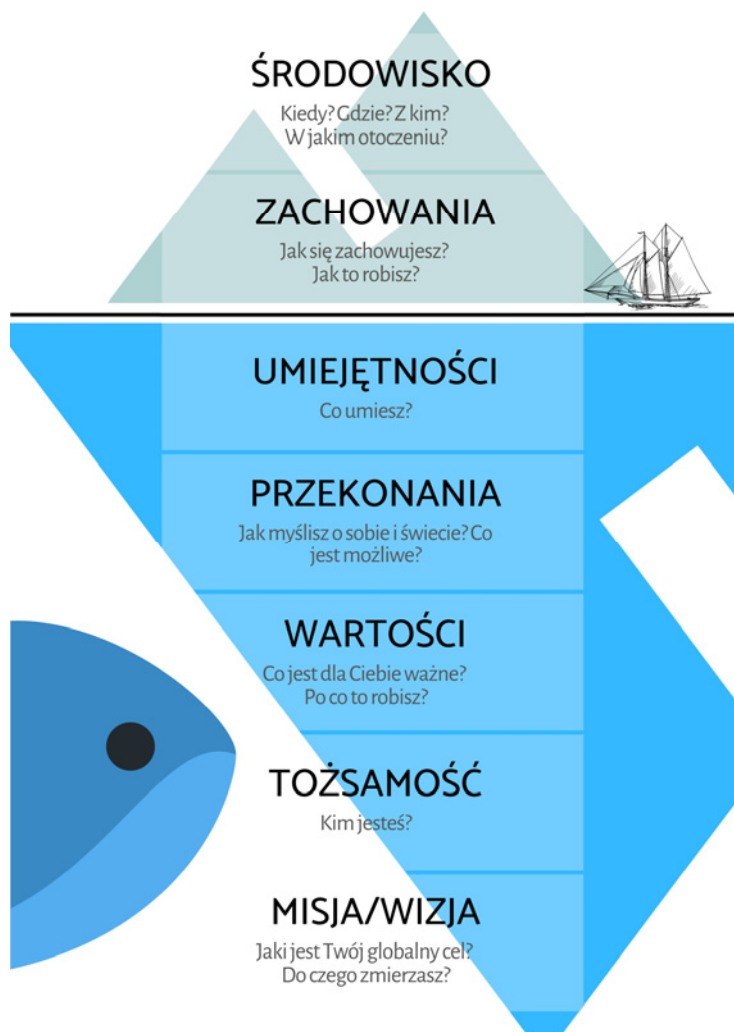 ŚRODOWISKO
Kiedy? Gdzie? Z kim?
W jakim otoczeniu?
ZACHOWANIA
Jak się zachowujesz?
Jak to robisz?
UMIEJĘTNOŚCI
Co umiesz?
PRZEKONANIA
Jak myślisz o sobie i świecie? Co
jest możliwe?
WARTOŚCI
Co jest dla Ciebie ważne?
Po co to robisz?
TOŻSAMOŚĆ
Kim jesteś?
MISJA/WIZJA
Jaki jest Twój globalny cel?
Do czego zmierzasz?